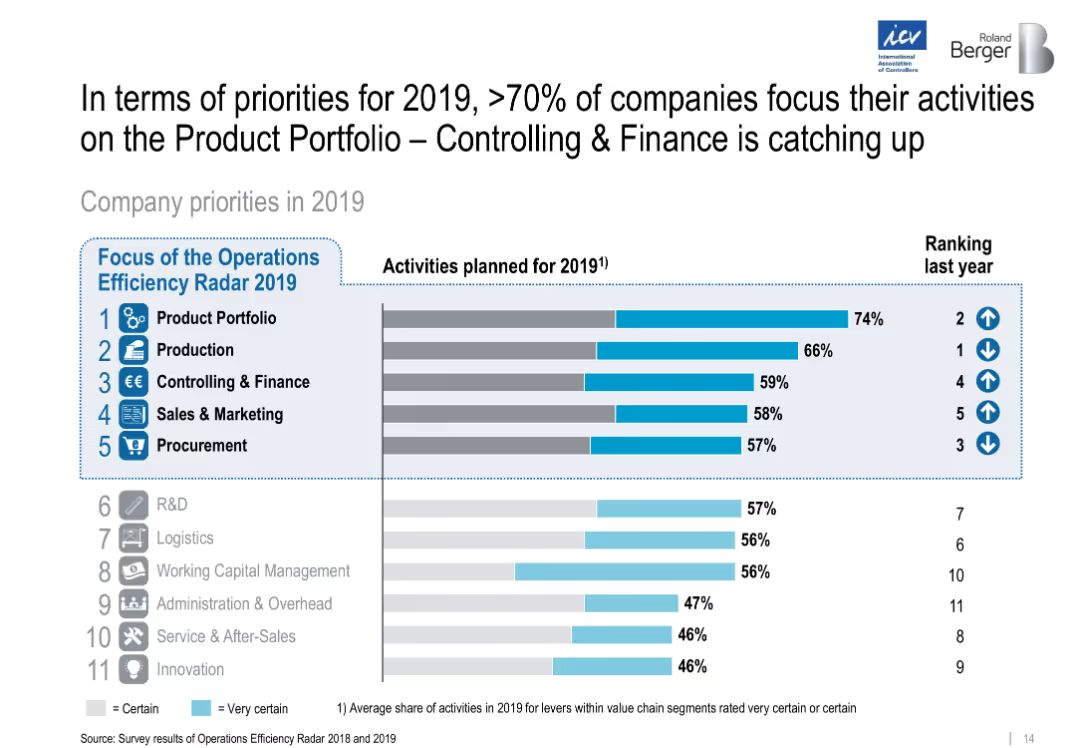 icv
International
Association
of Controllers
Roland
Berger
B
In terms of priorities for 2019, >70% of companies focus their activities
on the Product Portfolio – Controlling & Finance is catching up
Company priorities in 2019
Focus of the Operations
Efficiency Radar 2019
Activities planned for 2019¹⁾
Ranking
last year
1 Product Portfolio 74% 2
2 Production 66% 1
3 €€ Controlling & Finance 59% 4
4 Sales & Marketing 58% 5
5 Procurement 57% 3
6 R&D 57% 7
7 Logistics 56% 6
8 Working Capital Management 56% 10
9 Administration & Overhead 47% 11
10 Service & After-Sales 46% 8
11 Innovation 46% 9
= Certain = Very certain 1) Average share of activities in 2019 for levers within value chain segments rated very certain or certain
Source: Survey results of Operations Efficiency Radar 2018 and 2019
14